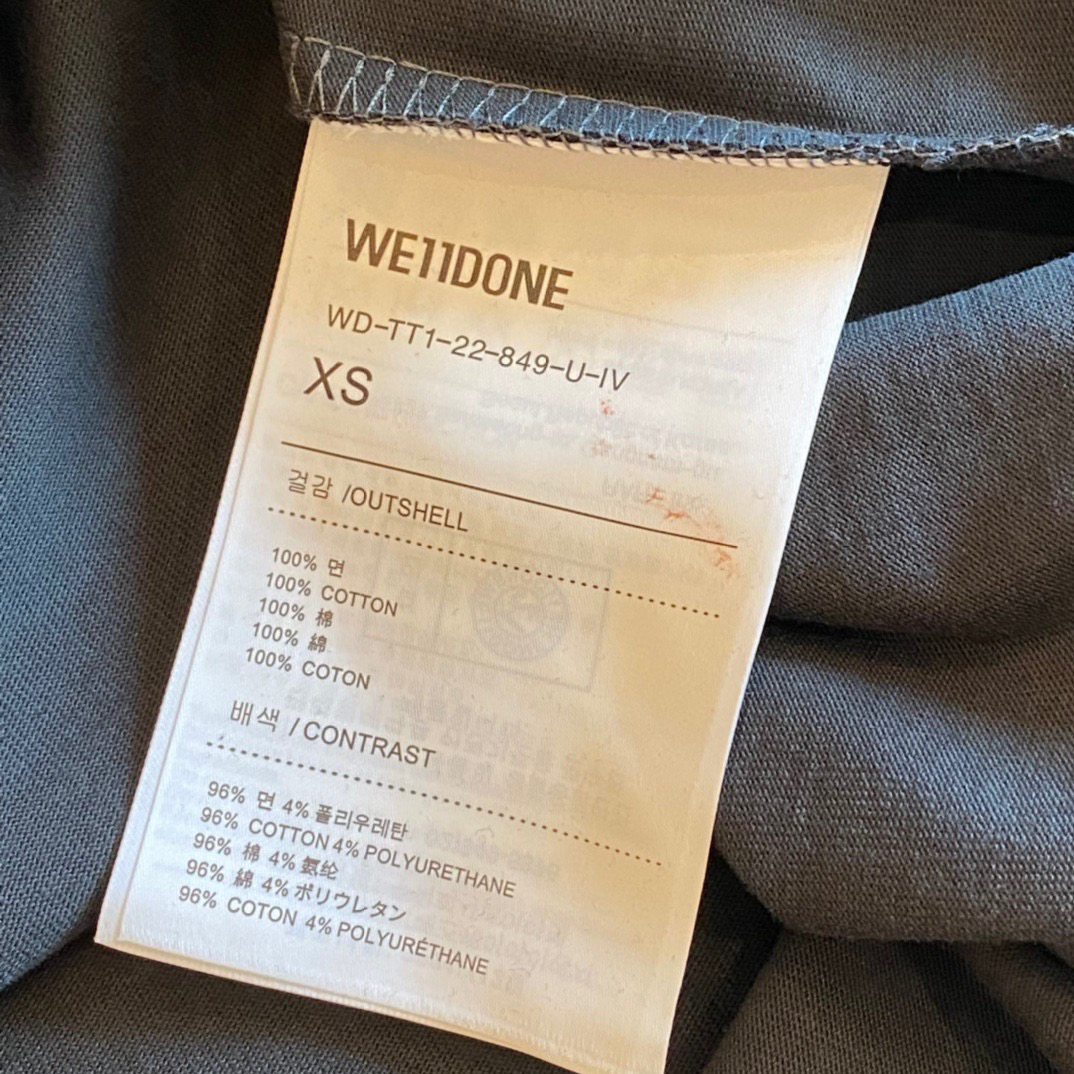 WE11DONE
WD-TT1-22-849-U-IV
XS
걸감 /OUTSHELL
100% 면
100% COTTON
100% 棉
100% 綿
100% COTON
배색 / CONTRAST
96% 면 4% 폴리우레탄
96% COTTON 4% POLYURETHANE
96% 棉 4% 氨纶
96% 綿 4% ポリウレタン
96% COTON 4% POLYURÉTHANE